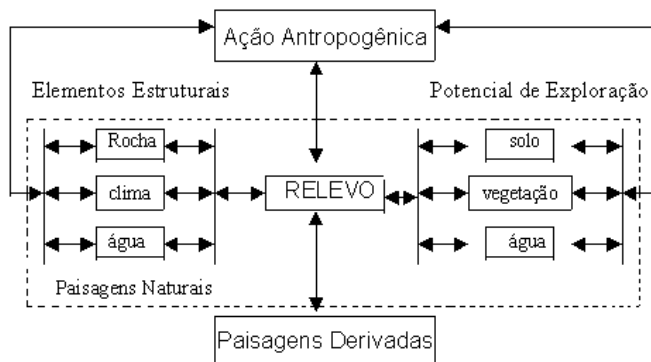 Ação Antropogênica
Elementos Estruturais
Potencial de Exploração
Rocha
solo
clima
RELEVO
vegetação
água
água
Paisagens Naturais
Paisagens Derivadas